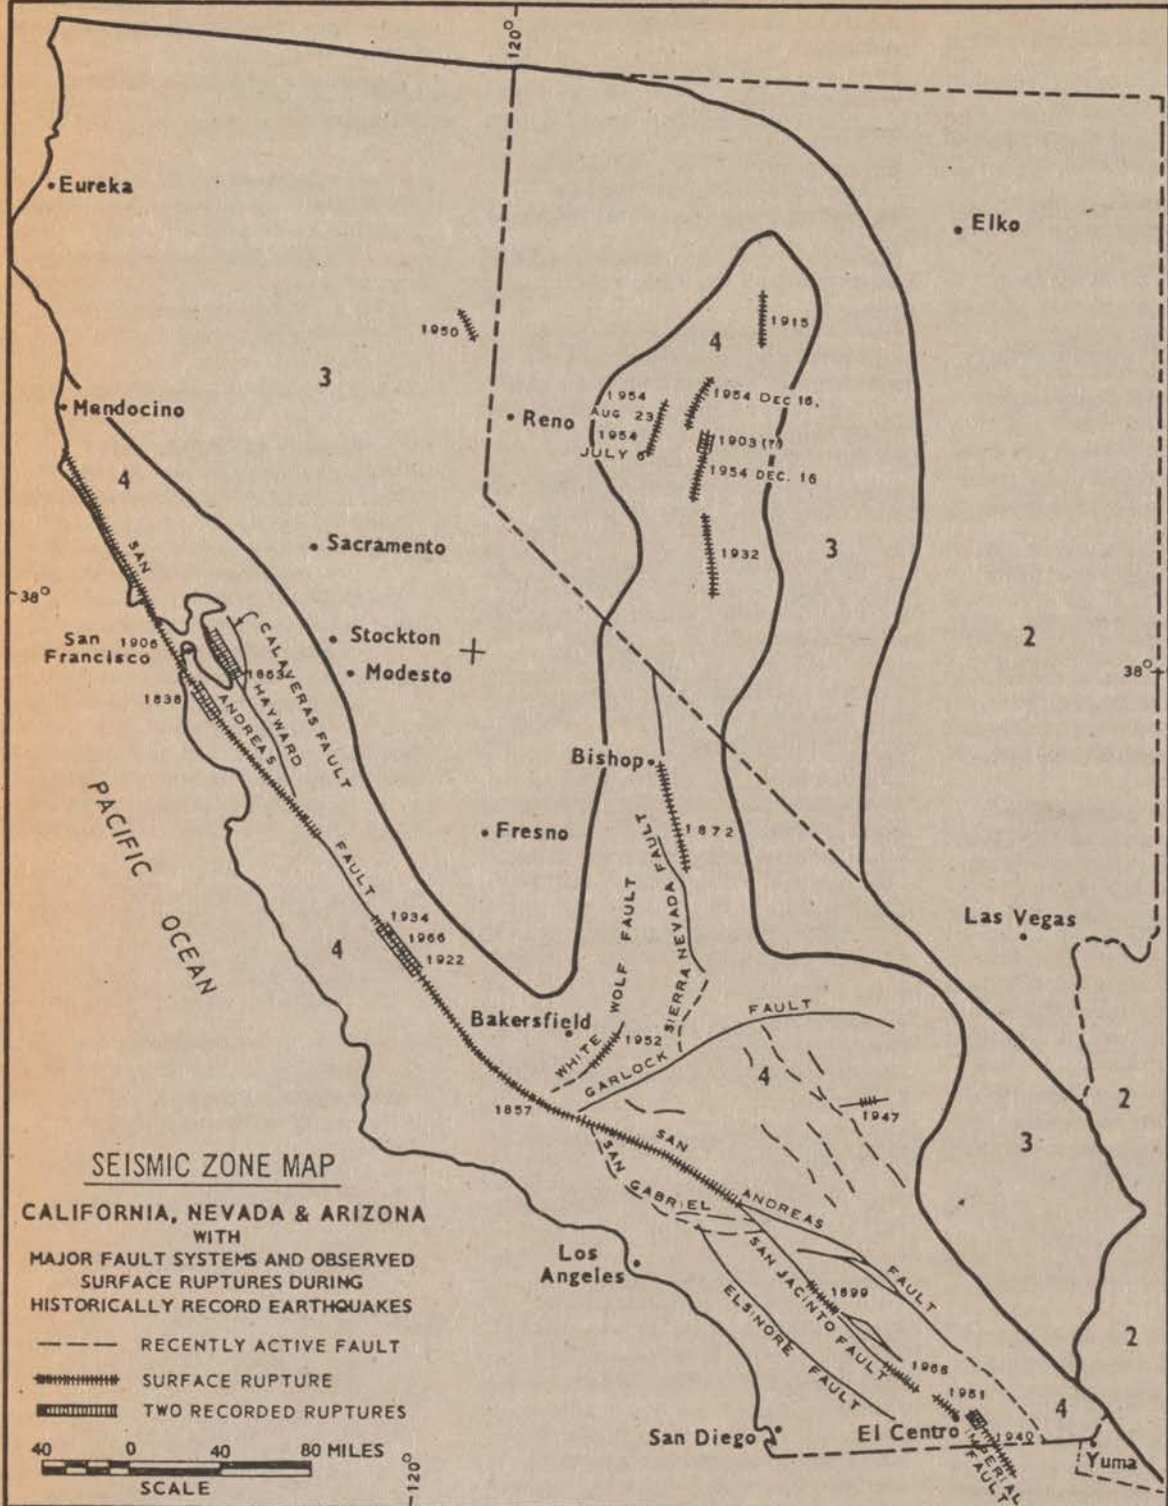 120°
Eureka
Elko
1950
1915
4
3
Mendocino
Reno
1954
AUG 23
1954
JULY 6
1954 DEC 16,
1903 (?)
1954 DEC. 16
4
Sacramento
1932
3
38°
SAN
San Francisco
1906
CALAVERAS FAULT
Stockton
2
HAYWARD
Modesto
38°
1838
ANDREAS
Bishop
PACIFIC
OCEAN
Fresno
1872
FAULT
1934
1966
1922
4
WHITE WOLF FAULT
SIERRA NEVADA FAULT
Las Vegas
Bakersfield
1952
GARLOCK FAULT
4
1947
2
1857
SAN
ANDREAS
FAULT
3
SAN GABRIEL
SEISMIC ZONE MAP
CALIFORNIA, NEVADA & ARIZONA
WITH
MAJOR FAULT SYSTEMS AND OBSERVED
SURFACE RUPTURES DURING
HISTORICALLY RECORD EARTHQUAKES
RECENTLY ACTIVE FAULT
SURFACE RUPTURE
TWO RECORDED RUPTURES
40 0 40 80 MILES
SCALE
120°
Los
Angeles
SAN JACINTO FAULT
1899
ELSINORE FAULT
2
1968
1951
4
San Diego
El Centro
1940
IMPERIAL
FAULT
Yuma